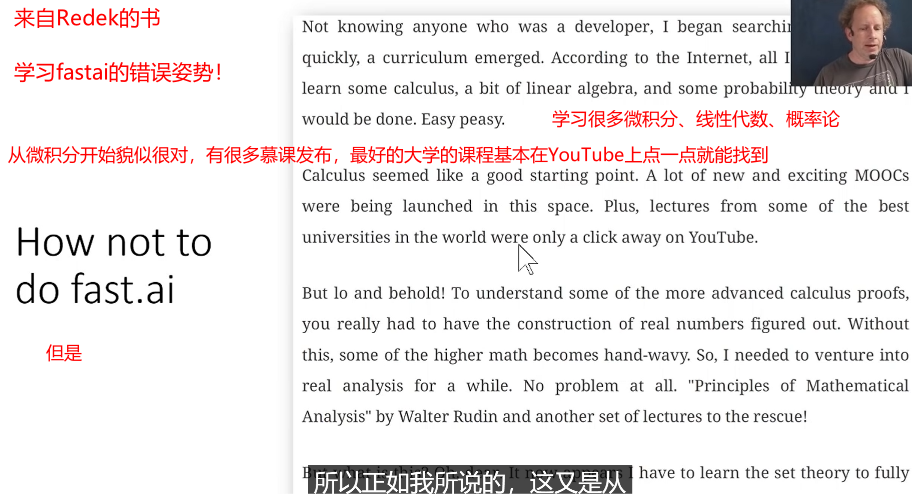 来自Redek的书
学习fastai的错误姿势！
Not knowing anyone who was a developer, I began searchin
quickly, a curriculum emerged. According to the Internet, all I
learn some calculus, a bit of linear algebra, and some probability theory and I
would be done. Easy peasy.
学习很多微积分、线性代数、概率论
从微积分开始貌似很对，有很多慕课发布，最好的大学的课程基本在YouTube上点一点就能找到
Calculus seemed like a good starting point. A lot of new and exciting MOOCs
were being launched in this space. Plus, lectures from some of the best
universities in the world were only a click away on YouTube.
How not to
do fast.ai
But lo and behold! To understand some of the more advanced calculus proofs,
you really had to have the construction of real numbers figured out. Without
this, some of the higher math becomes hand-wavy. So, I needed to venture into
real analysis for a while. No problem at all. "Principles of Mathematical
Analysis" by Walter Rudin and another set of lectures to the rescue!
但是
I have to learn the set theory to fully
所以正如我所说的，这又是从